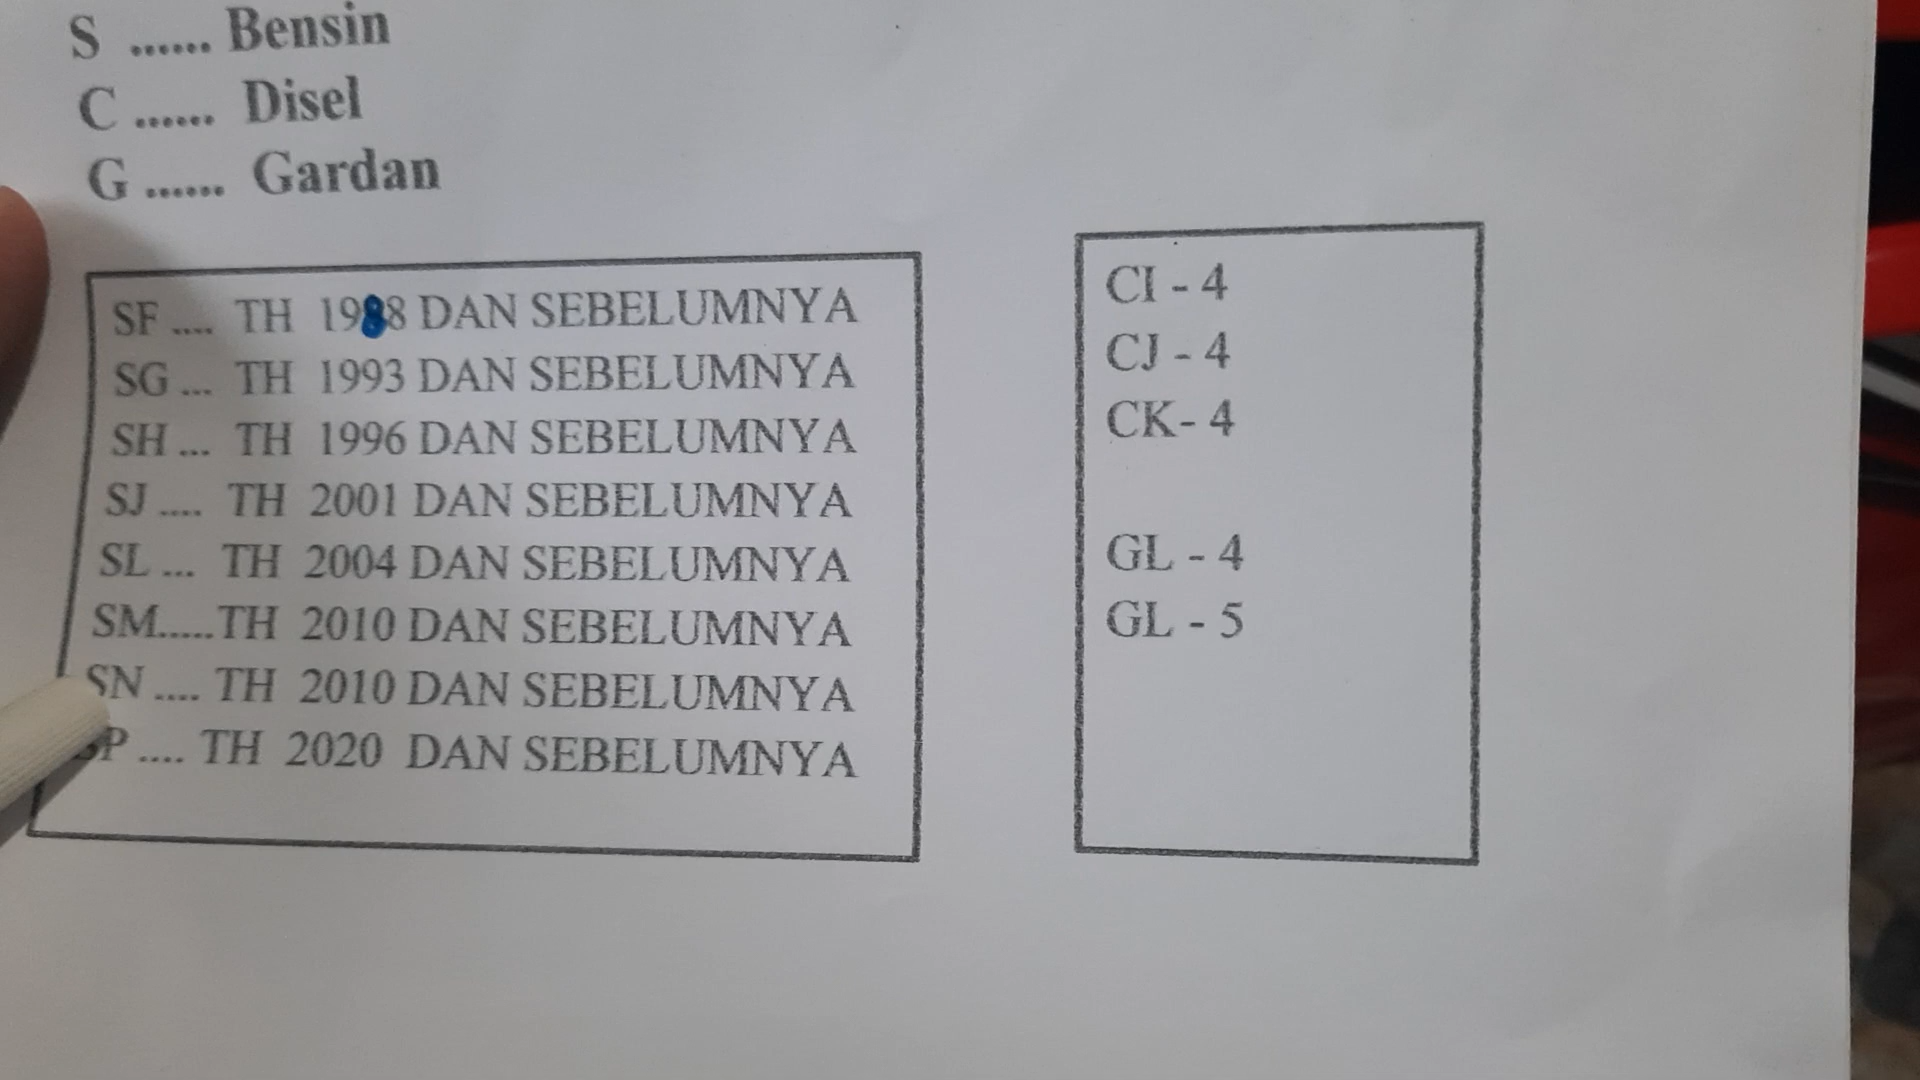 S ...... Bensin
C ...... Disel
G ...... Gardan
SF .... TH 1988 DAN SEBELUMNYA
SG ... TH 1993 DAN SEBELUMNYA
SH ... TH 1996 DAN SEBELUMNYA
SJ .... TH 2001 DAN SEBELUMNYA
SL ... TH 2004 DAN SEBELUMNYA
SM.....TH 2010 DAN SEBELUMNYA
SN .... TH 2010 DAN SEBELUMNYA
SP .... TH 2020 DAN SEBELUMNYA
CI - 4
CJ - 4
CK- 4
GL - 4
GL - 5